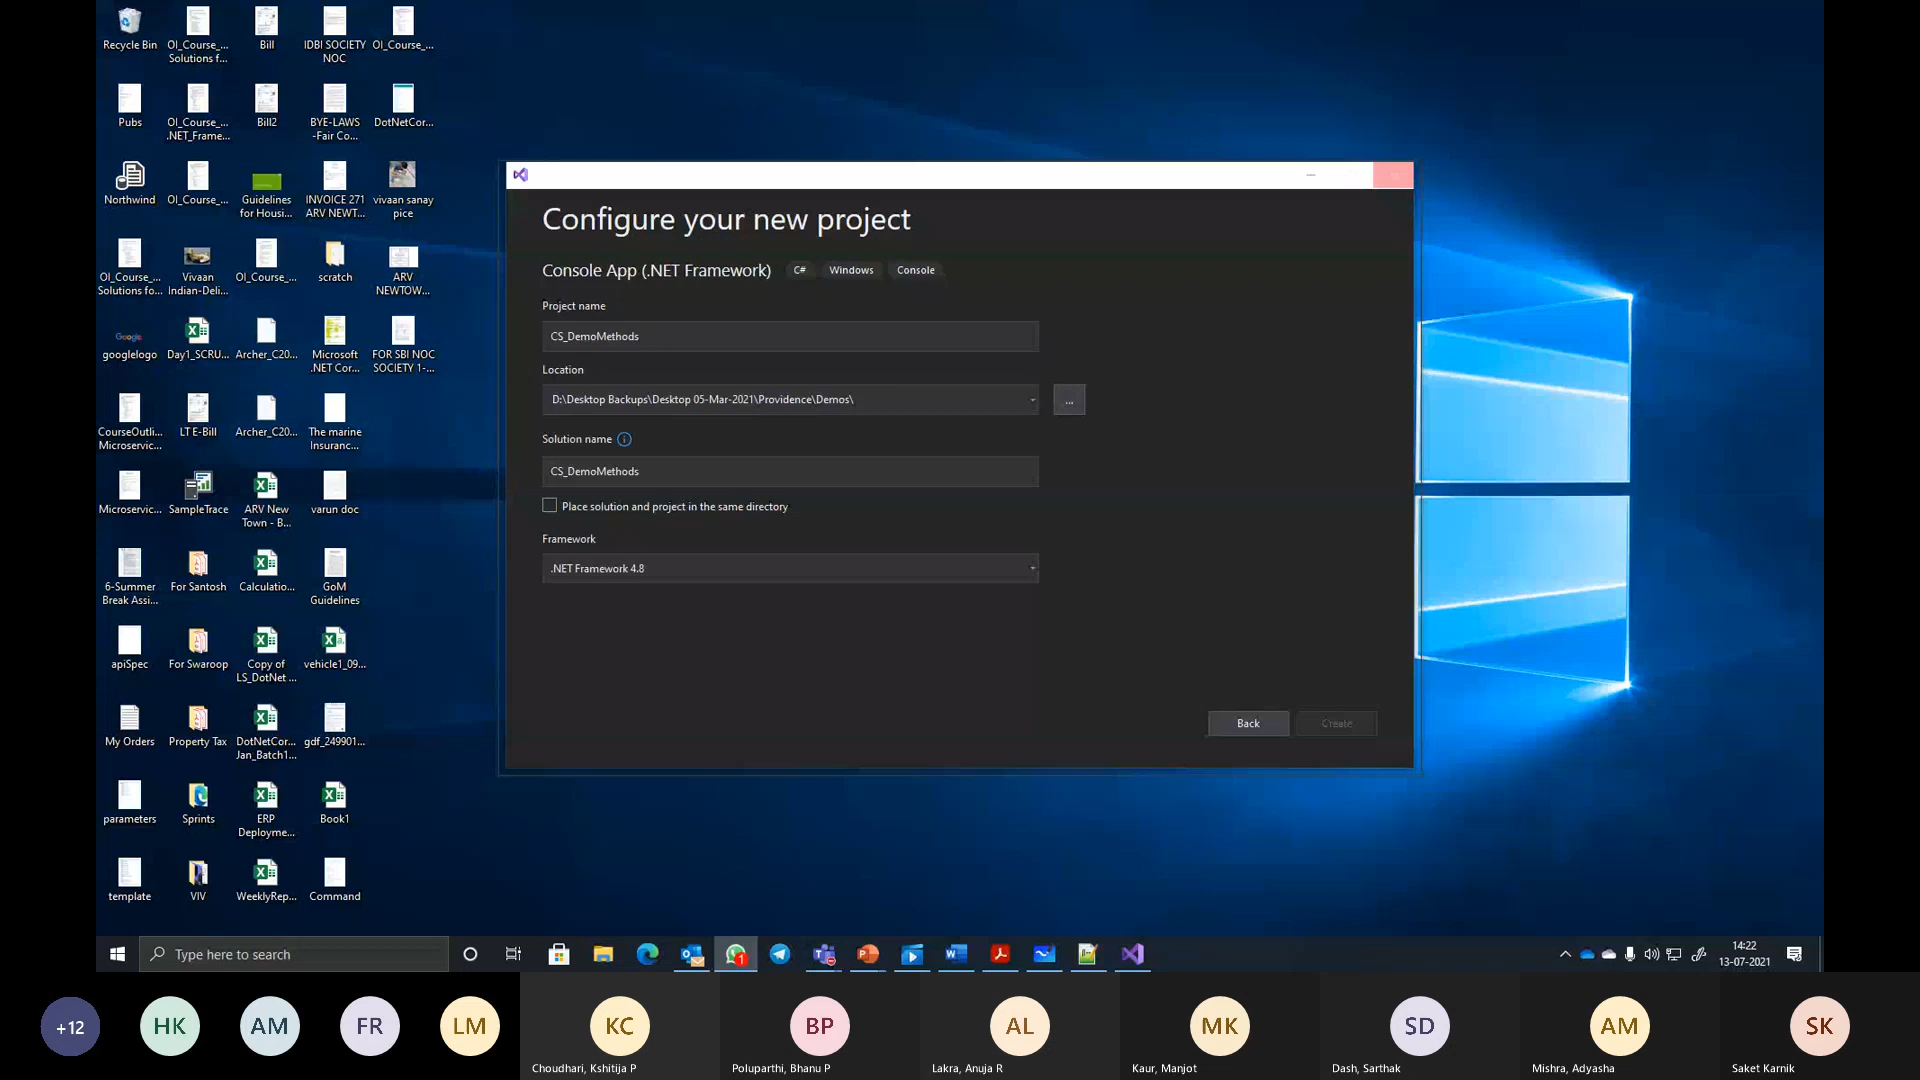 Recycle Bin
OI_Course_...
Solutions f...
Bill
IDBI SOCIETY
NOC
OI_Course_...
Pubs
OI_Course_...
.NET_Frame...
Bill2
BYE-LAWS
-Fair Co...
DotNetCor...
Northwind
OI_Course_...
Guidelines
for Housi...
INVOICE 271
ARV NEWT...
vivaan sanay
pice
OI_Course_...
Solutions fo...
Vivaan
Indian-Deli...
OI_Course_...
scratch
ARV
NEWTOW...
Google
googlelogo
Day1_SCRU...
Archer_C20...
Microsoft
.NET Cor...
FOR SBI NOC
SOCIETY 1-...
CourseOutli...
Microservic...
LT E-Bill
Archer_C20...
The marine
Insuranc...
Microservic...
SampleTrace
ARV New
Town - B...
varun doc
6-Summer
Break Assi...
For Santosh
Calculatio...
GoM
Guidelines
apiSpec
For Swaroop
Copy of
LS_DotNet ...
vehicle1_09...
My Orders
Property Tax
DotNetCor...
Jan_Batch1...
gdf_249901...
parameters
Sprints
ERP
Deployme...
Book1
template
VIV
WeeklyRep...
Command
Configure your new project
Console App (.NET Framework) C# Windows Console
Project name
CS_DemoMethods
Location
D:\Desktop Backups\Desktop 05-Mar-2021\Providence\Demos\
...
Solution name
CS_DemoMethods
Place solution and project in the same directory
Framework
.NET Framework 4.8
Back
Create
Type here to search
1
14:22
13-07-2021
+12
HK
AM
FR
LM
KC
BP
AL
MK
SD
AM
SK
Choudhari, Kshitija P
Poluparthi, Bhanu P
Lakra, Anuja R
Kaur, Manjot
Dash, Sarthak
Mishra, Adyasha
Saket Karnik